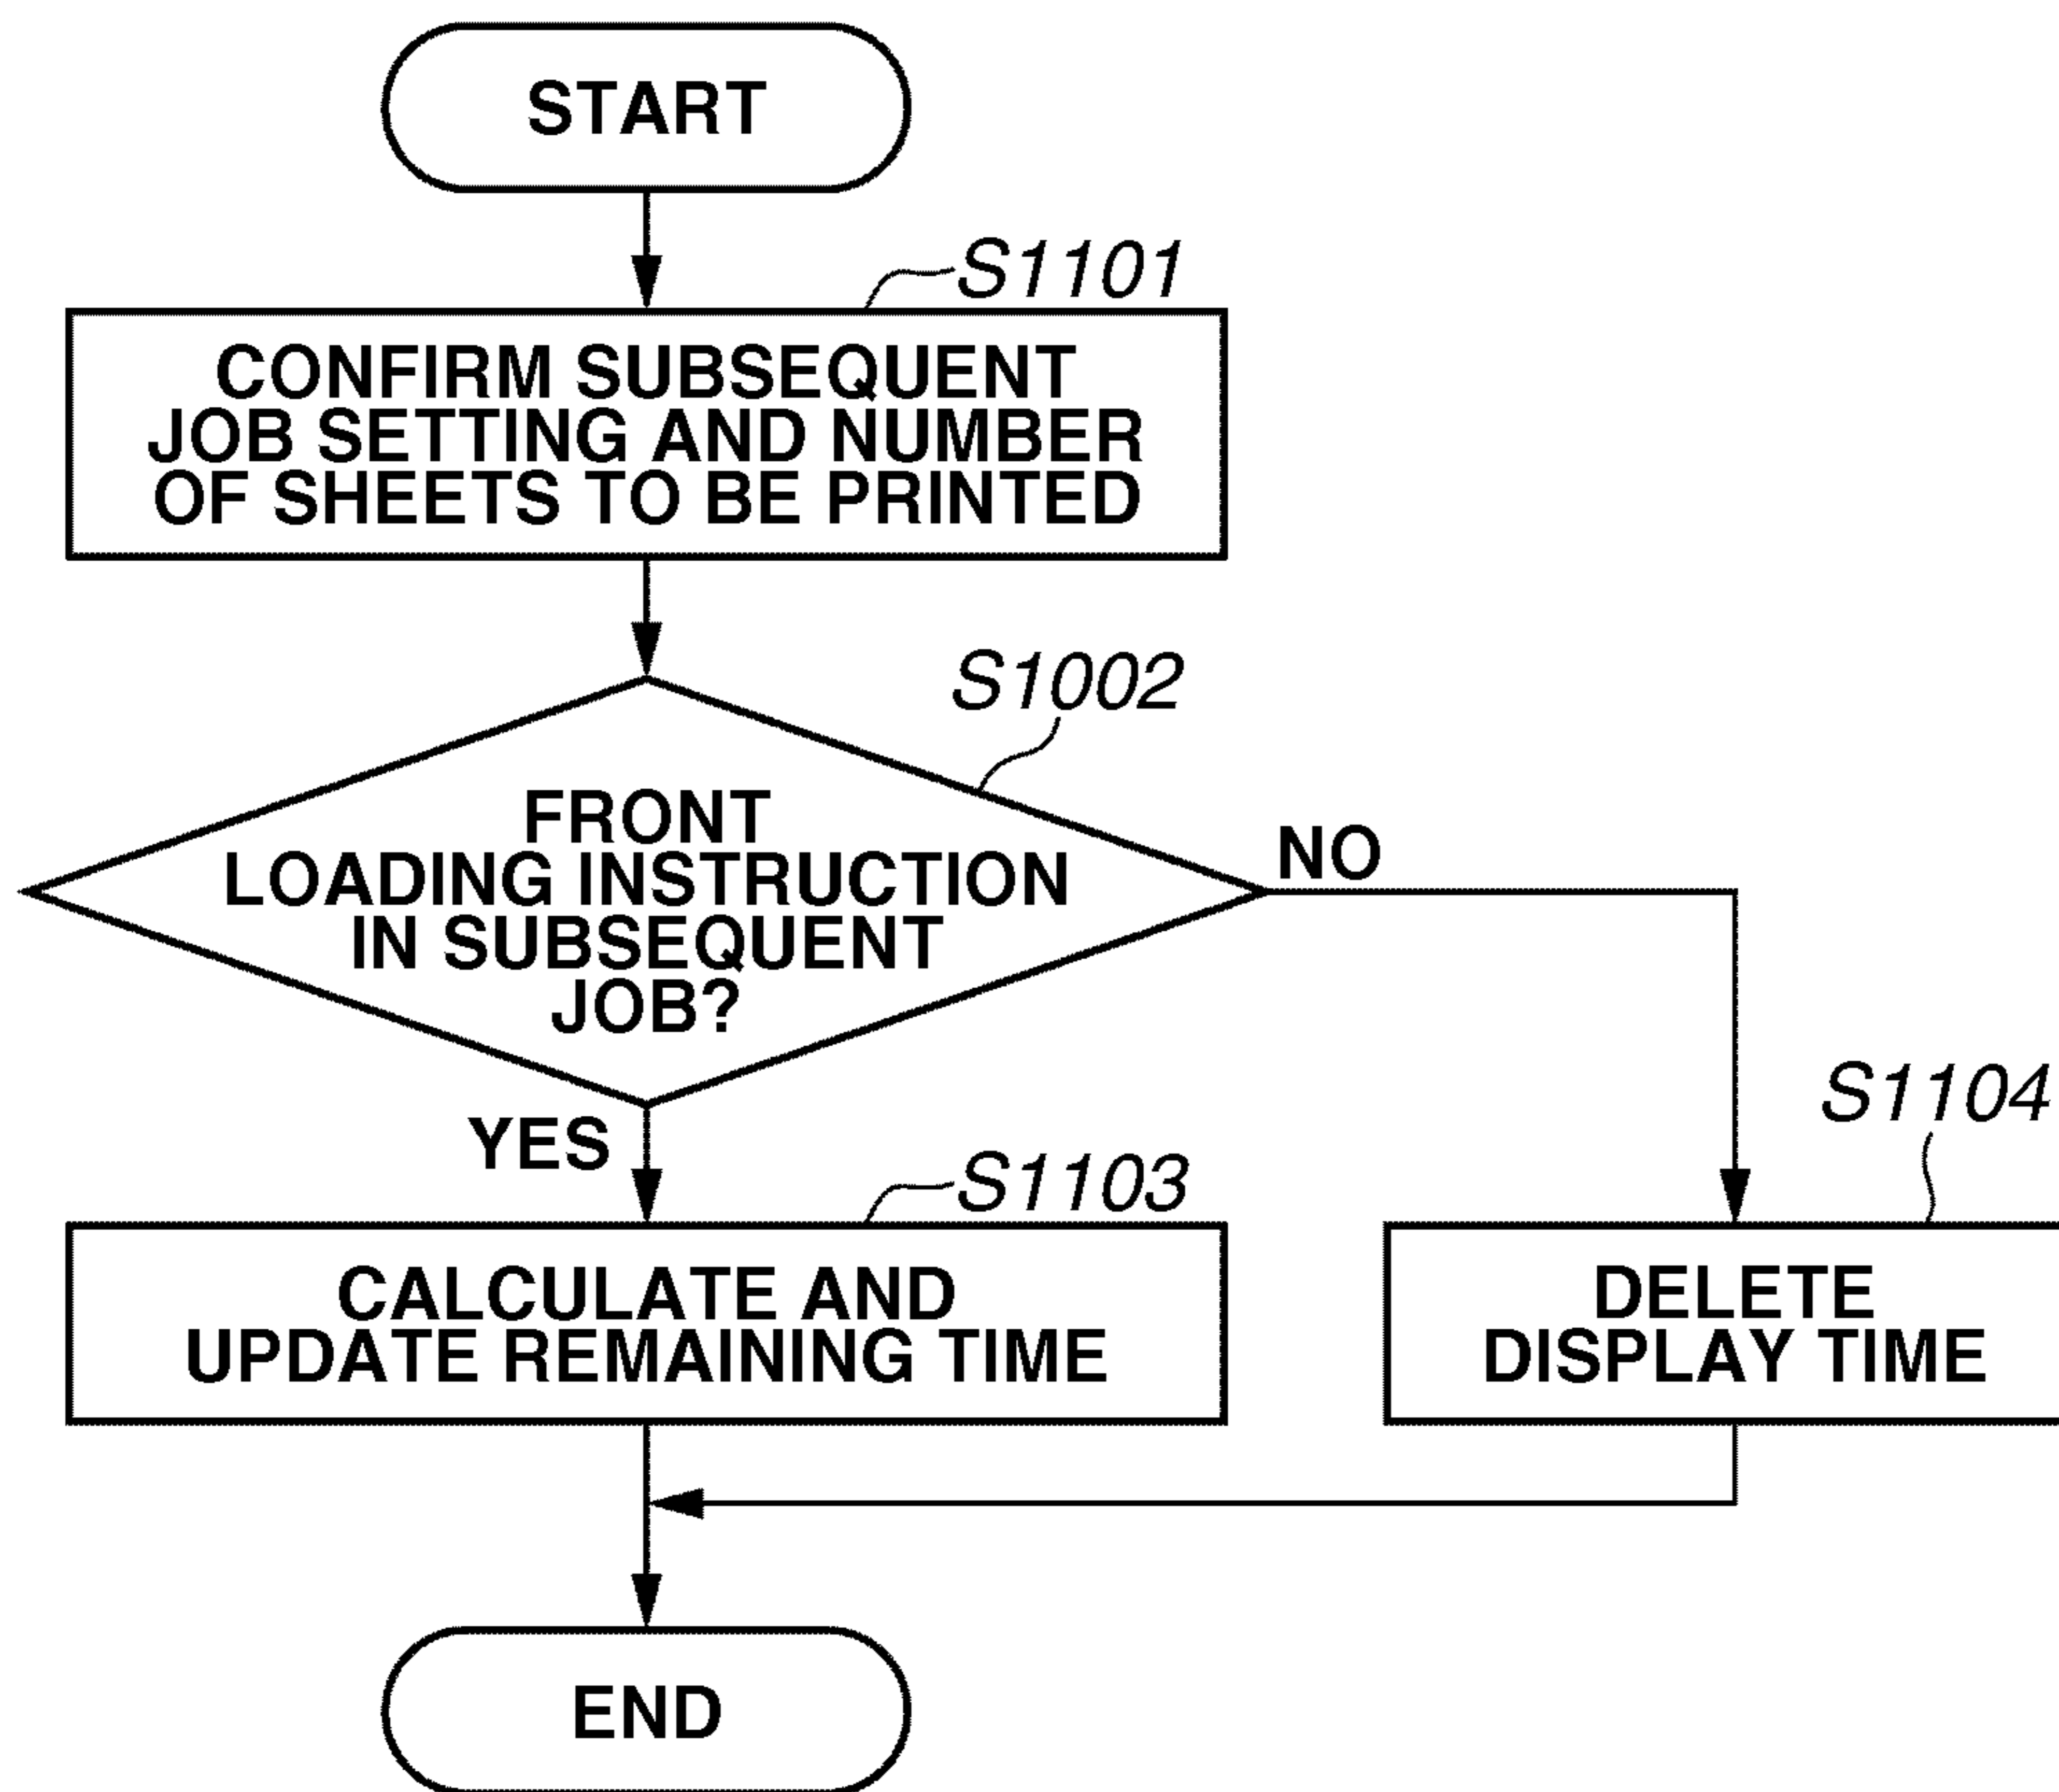 START
S1101
CONFIRM SUBSEQUENT
JOB SETTING AND NUMBER
OF SHEETS TO BE PRINTED
S1002
FRONT
LOADING INSTRUCTION
IN SUBSEQUENT
JOB?
NO
YES
S1103
CALCULATE AND
UPDATE REMAINING TIME
S1104
DELETE
DISPLAY TIME
END